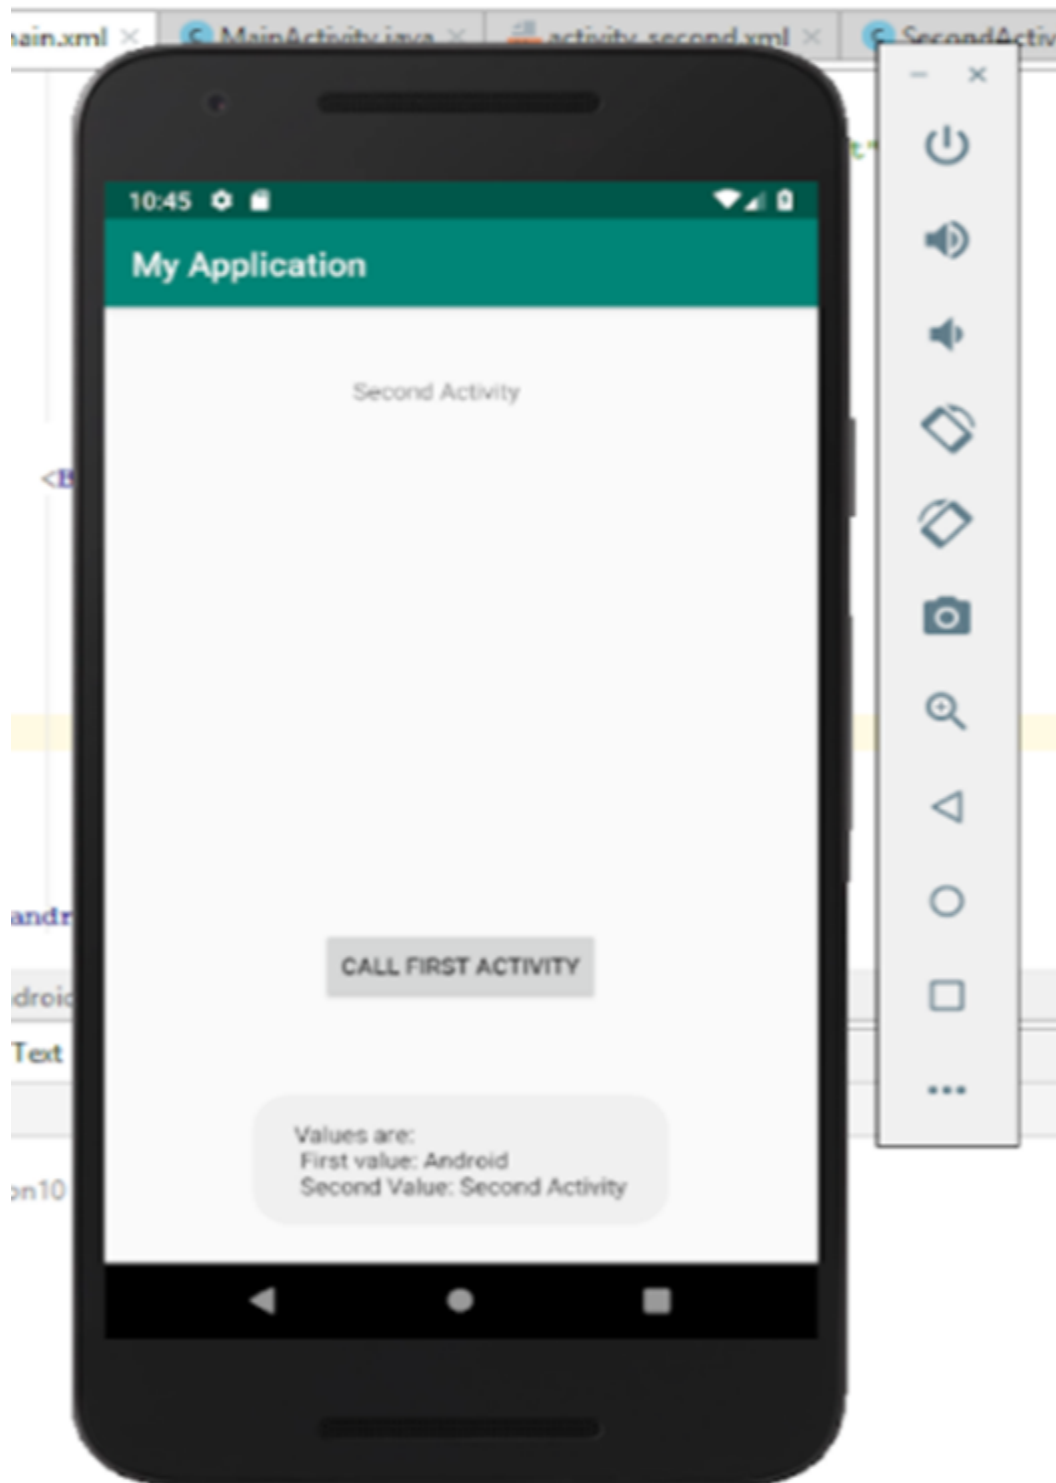 ain.xml
MainActivity.java
activity_second.xml
SecondActiv
t"
10:45
My Application
Second Activity
<B
andr
CALL FIRST ACTIVITY
droid
Text
Values are:
First value: Android
Second Value: Second Activity
on10